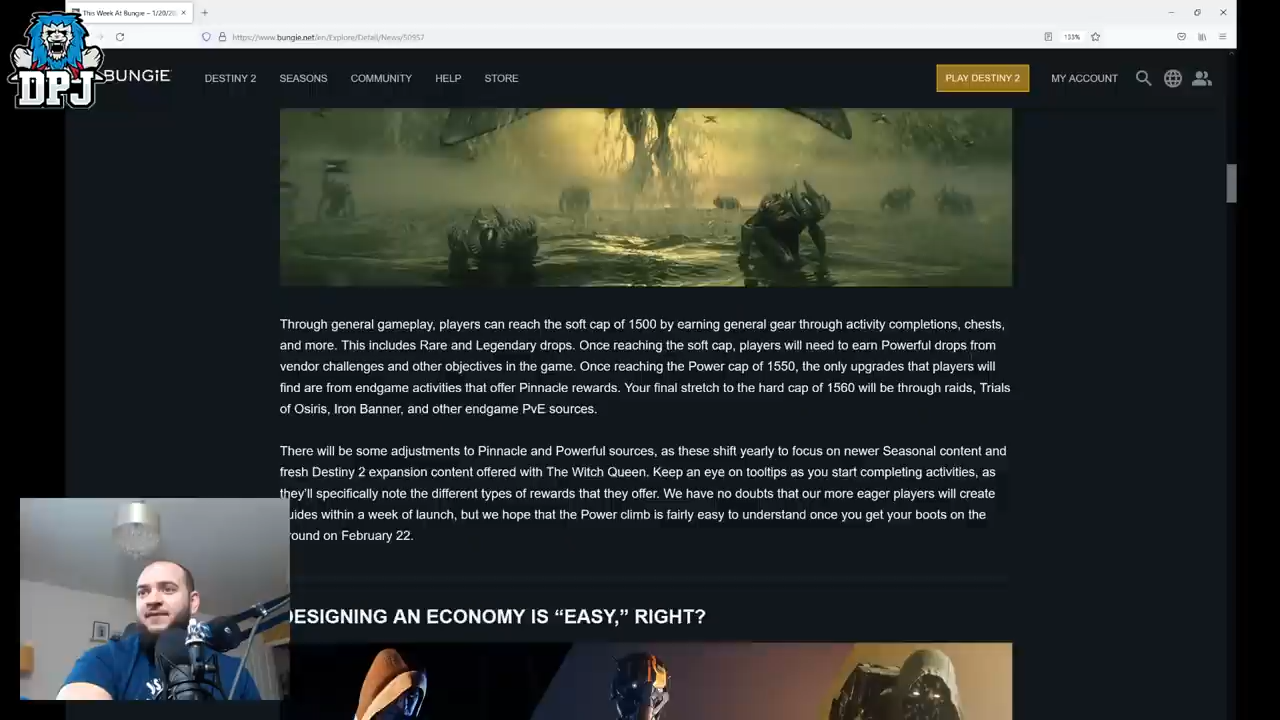 This Week At Bungie – 1/20/20
https://www.bungie.net/en/Explore/Detail/News/50957
133%
DPJ
BUNGiE
DESTINY 2
SEASONS
COMMUNITY
HELP
STORE
PLAY DESTINY 2
MY ACCOUNT
Through general gameplay, players can reach the soft cap of 1500 by earning general gear through activity completions, chests,
and more. This includes Rare and Legendary drops. Once reaching the soft cap, players will need to earn Powerful drops from
vendor challenges and other objectives in the game. Once reaching the Power cap of 1550, the only upgrades that players will
find are from endgame activities that offer Pinnacle rewards. Your final stretch to the hard cap of 1560 will be through raids, Trials
of Osiris, Iron Banner, and other endgame PvE sources.
There will be some adjustments to Pinnacle and Powerful sources, as these shift yearly to focus on newer Seasonal content and
fresh Destiny 2 expansion content offered with The Witch Queen. Keep an eye on tooltips as you start completing activities, as
they’ll specifically note the different types of rewards that they offer. We have no doubts that our more eager players will create
uides within a week of launch, but we hope that the Power climb is fairly easy to understand once you get your boots on the
round on February 22.
DESIGNING AN ECONOMY IS “EASY,” RIGHT?